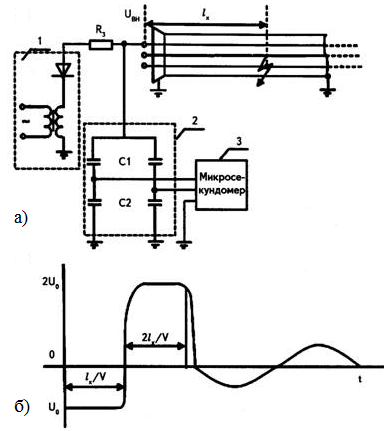 Uвн
lx
R3
1
2
C1
C2
3
Микросе-
кундомер
~
а)
2U₀
2lx/V
0
lx/V
t
U₀
б)